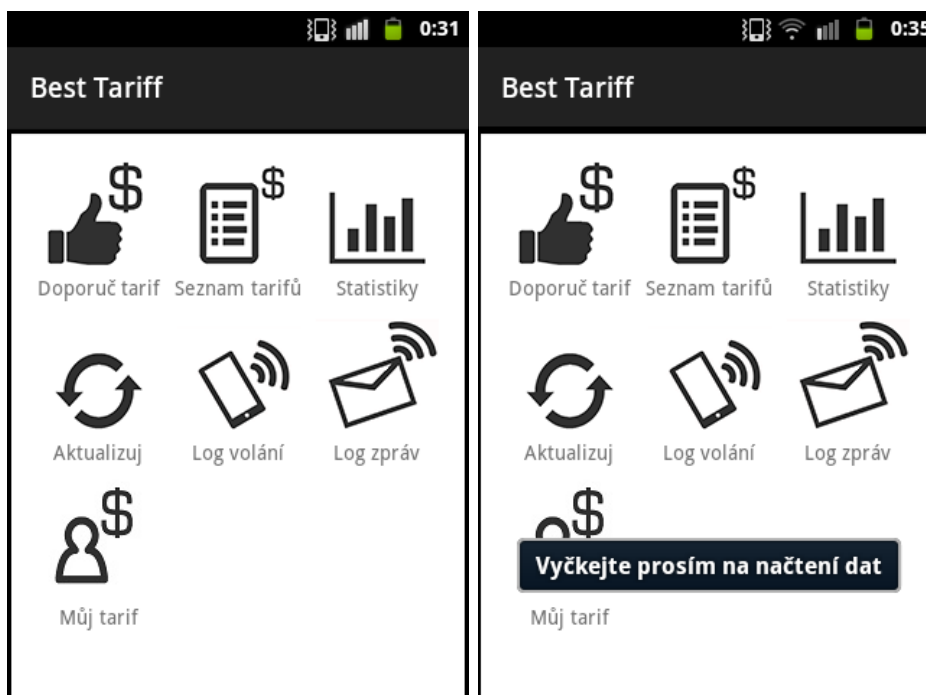 0:31
Best Tariff
$
$
Doporuč tarif Seznam tarifů Statistiky
Aktualizuj Log volání Log zpráv
$
Můj tarif
0:35
Best Tariff
$
$
Doporuč tarif Seznam tarifů Statistiky
Aktualizuj Log volání Log zpráv
$
Vyčkejte prosím na načtení dat
Můj tarif